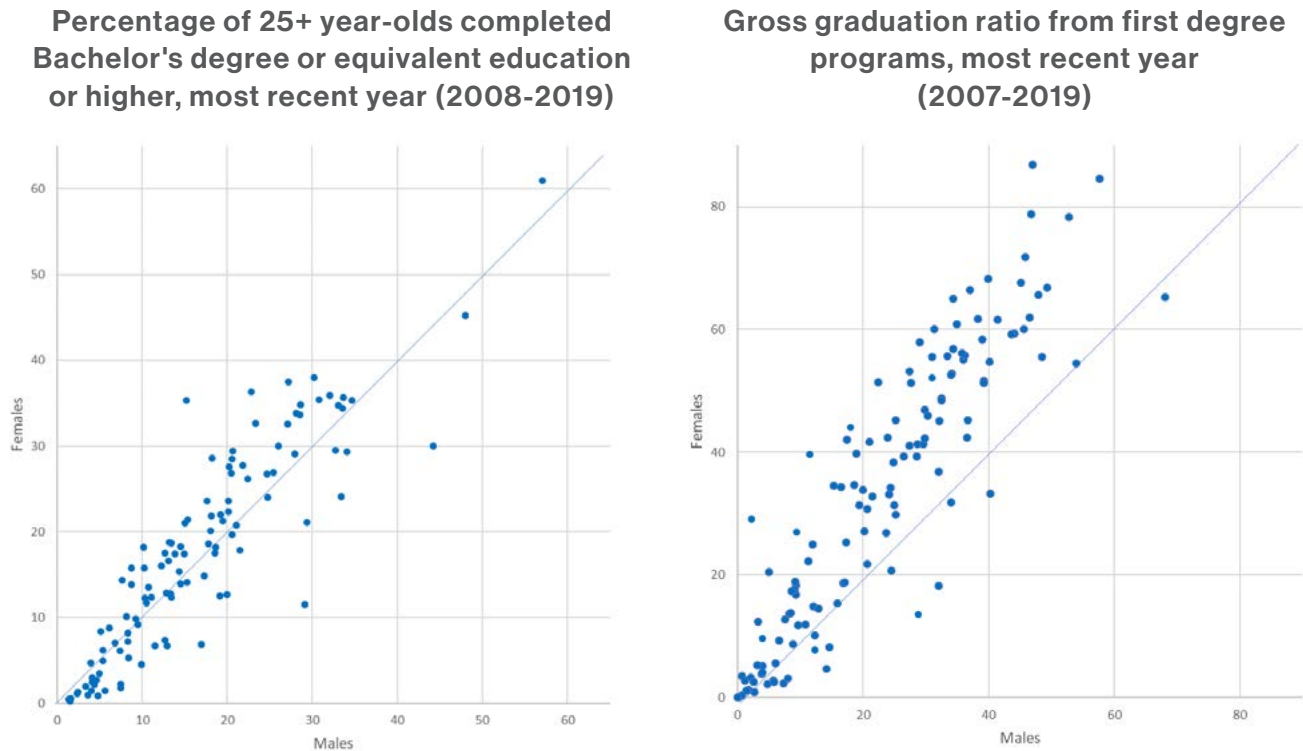 Percentage of 25+ year-olds completed
Bachelor's degree or equivalent education
or higher, most recent year (2008-2019)
60
50
40
30
20
10
0
Females
0 10 20 30 40 50 60
Males
Gross graduation ratio from first degree
programs, most recent year
(2007-2019)
80
60
40
20
0
Females
0 20 40 60 80
Males